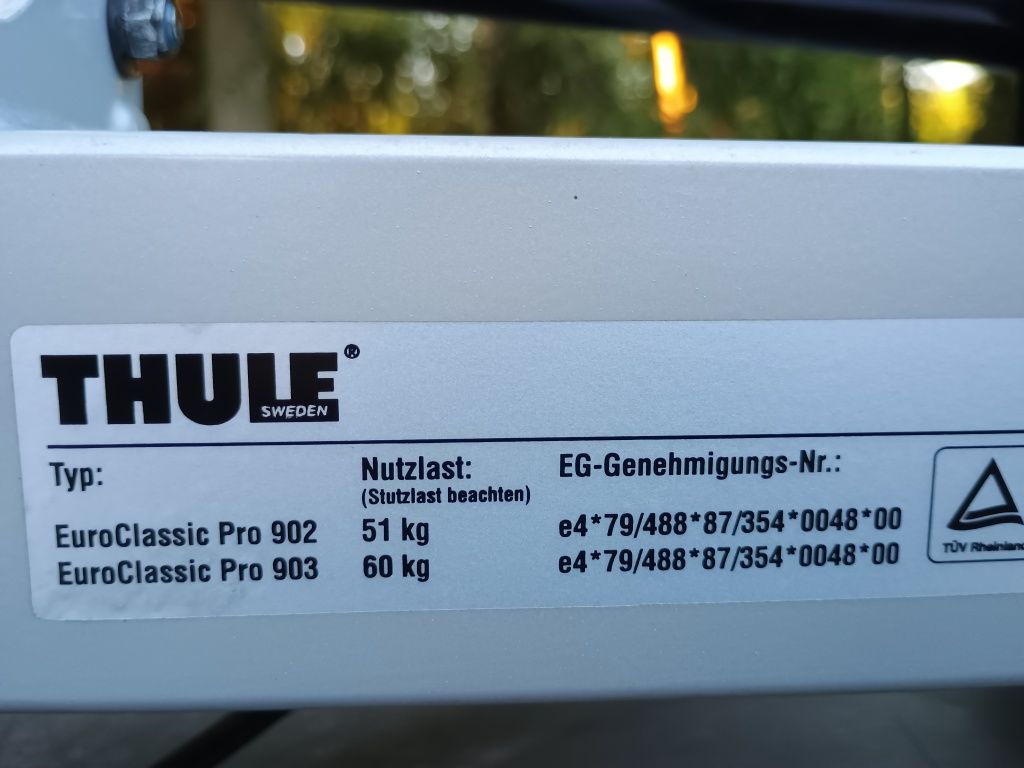 THULE®
SWEDEN
Typ:
Nutzlast:
(Stutzlast beachten)
EG-Genehmigungs-Nr.:
EuroClassic Pro 902 51 kg e4*79/488*87/354*0048*00
EuroClassic Pro 903 60 kg e4*79/488*87/354*0048*00
TÜV Rheinland